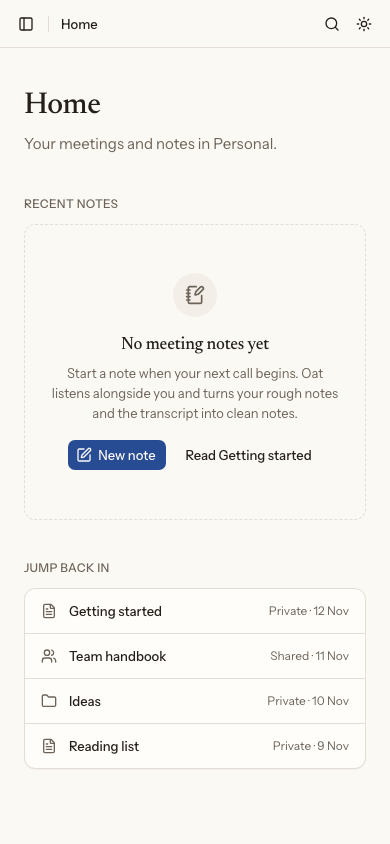 Home
Home
Your meetings and notes in Personal.
RECENT NOTES
No meeting notes yet
Start a note when your next call begins. Oat
listens alongside you and turns your rough notes
and the transcript into clean notes.
New note Read Getting started
JUMP BACK IN
Getting started Private · 12 Nov
Team handbook Shared · 11 Nov
Ideas Private · 10 Nov
Reading list Private · 9 Nov